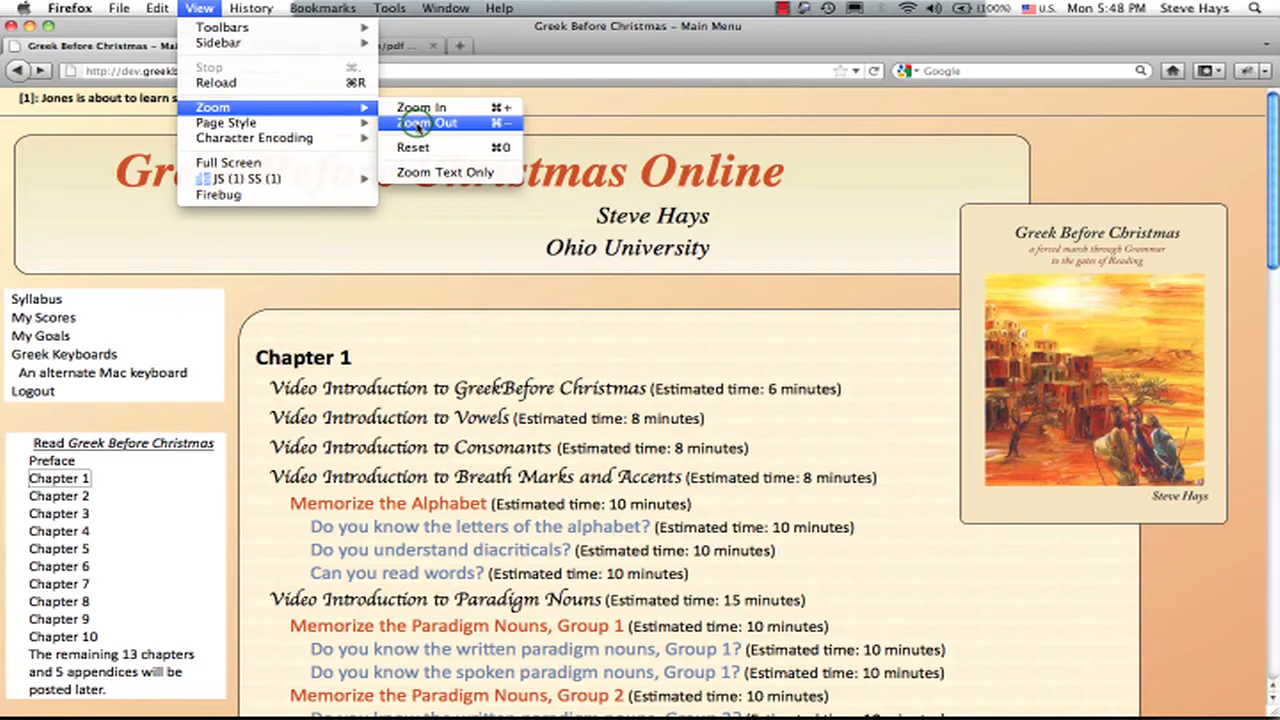 Firefox File Edit View History Bookmarks Tools Window Help (100%) U.S. Mon 5:48 PM Steve Hays
Greek Before Christmas – Main Menu
Greek Before Christmas – Mai /pdf ...
http://dev.greekb Google
Toolbars
Sidebar
Stop ⌘.
Reload ⌘R
Zoom
Page Style
Character Encoding
Full Screen
JS (1) SS (1)
Firebug
Zoom In ⌘+
Zoom Out ⌘–
Reset ⌘0
Zoom Text Only
[1]: Jones is about to learn s
Gr stmas Online
Steve Hays
Ohio University
Greek Before Christmas
a forced march through Grammar
to the gates of Reading
Steve Hays
Syllabus
My Scores
My Goals
Greek Keyboards
An alternate Mac keyboard
Logout
Read Greek Before Christmas
Preface
Chapter 1
Chapter 2
Chapter 3
Chapter 4
Chapter 5
Chapter 6
Chapter 7
Chapter 8
Chapter 9
Chapter 10
The remaining 13 chapters
and 5 appendices will be
posted later.
Chapter 1
Video Introduction to GreekBefore Christmas (Estimated time: 6 minutes)
Video Introduction to Vowels (Estimated time: 8 minutes)
Video Introduction to Consonants (Estimated time: 8 minutes)
Video Introduction to Breath Marks and Accents (Estimated time: 8 minutes)
Memorize the Alphabet (Estimated time: 10 minutes)
Do you know the letters of the alphabet? (Estimated time: 10 minutes)
Do you understand diacriticals? (Estimated time: 10 minutes)
Can you read words? (Estimated time: 10 minutes)
Video Introduction to Paradigm Nouns (Estimated time: 15 minutes)
Memorize the Paradigm Nouns, Group 1 (Estimated time: 10 minutes)
Do you know the written paradigm nouns, Group 1? (Estimated time: 10 minutes)
Do you know the spoken paradigm nouns, Group 1? (Estimated time: 10 minutes)
Memorize the Paradigm Nouns, Group 2 (Estimated time: 10 minutes)